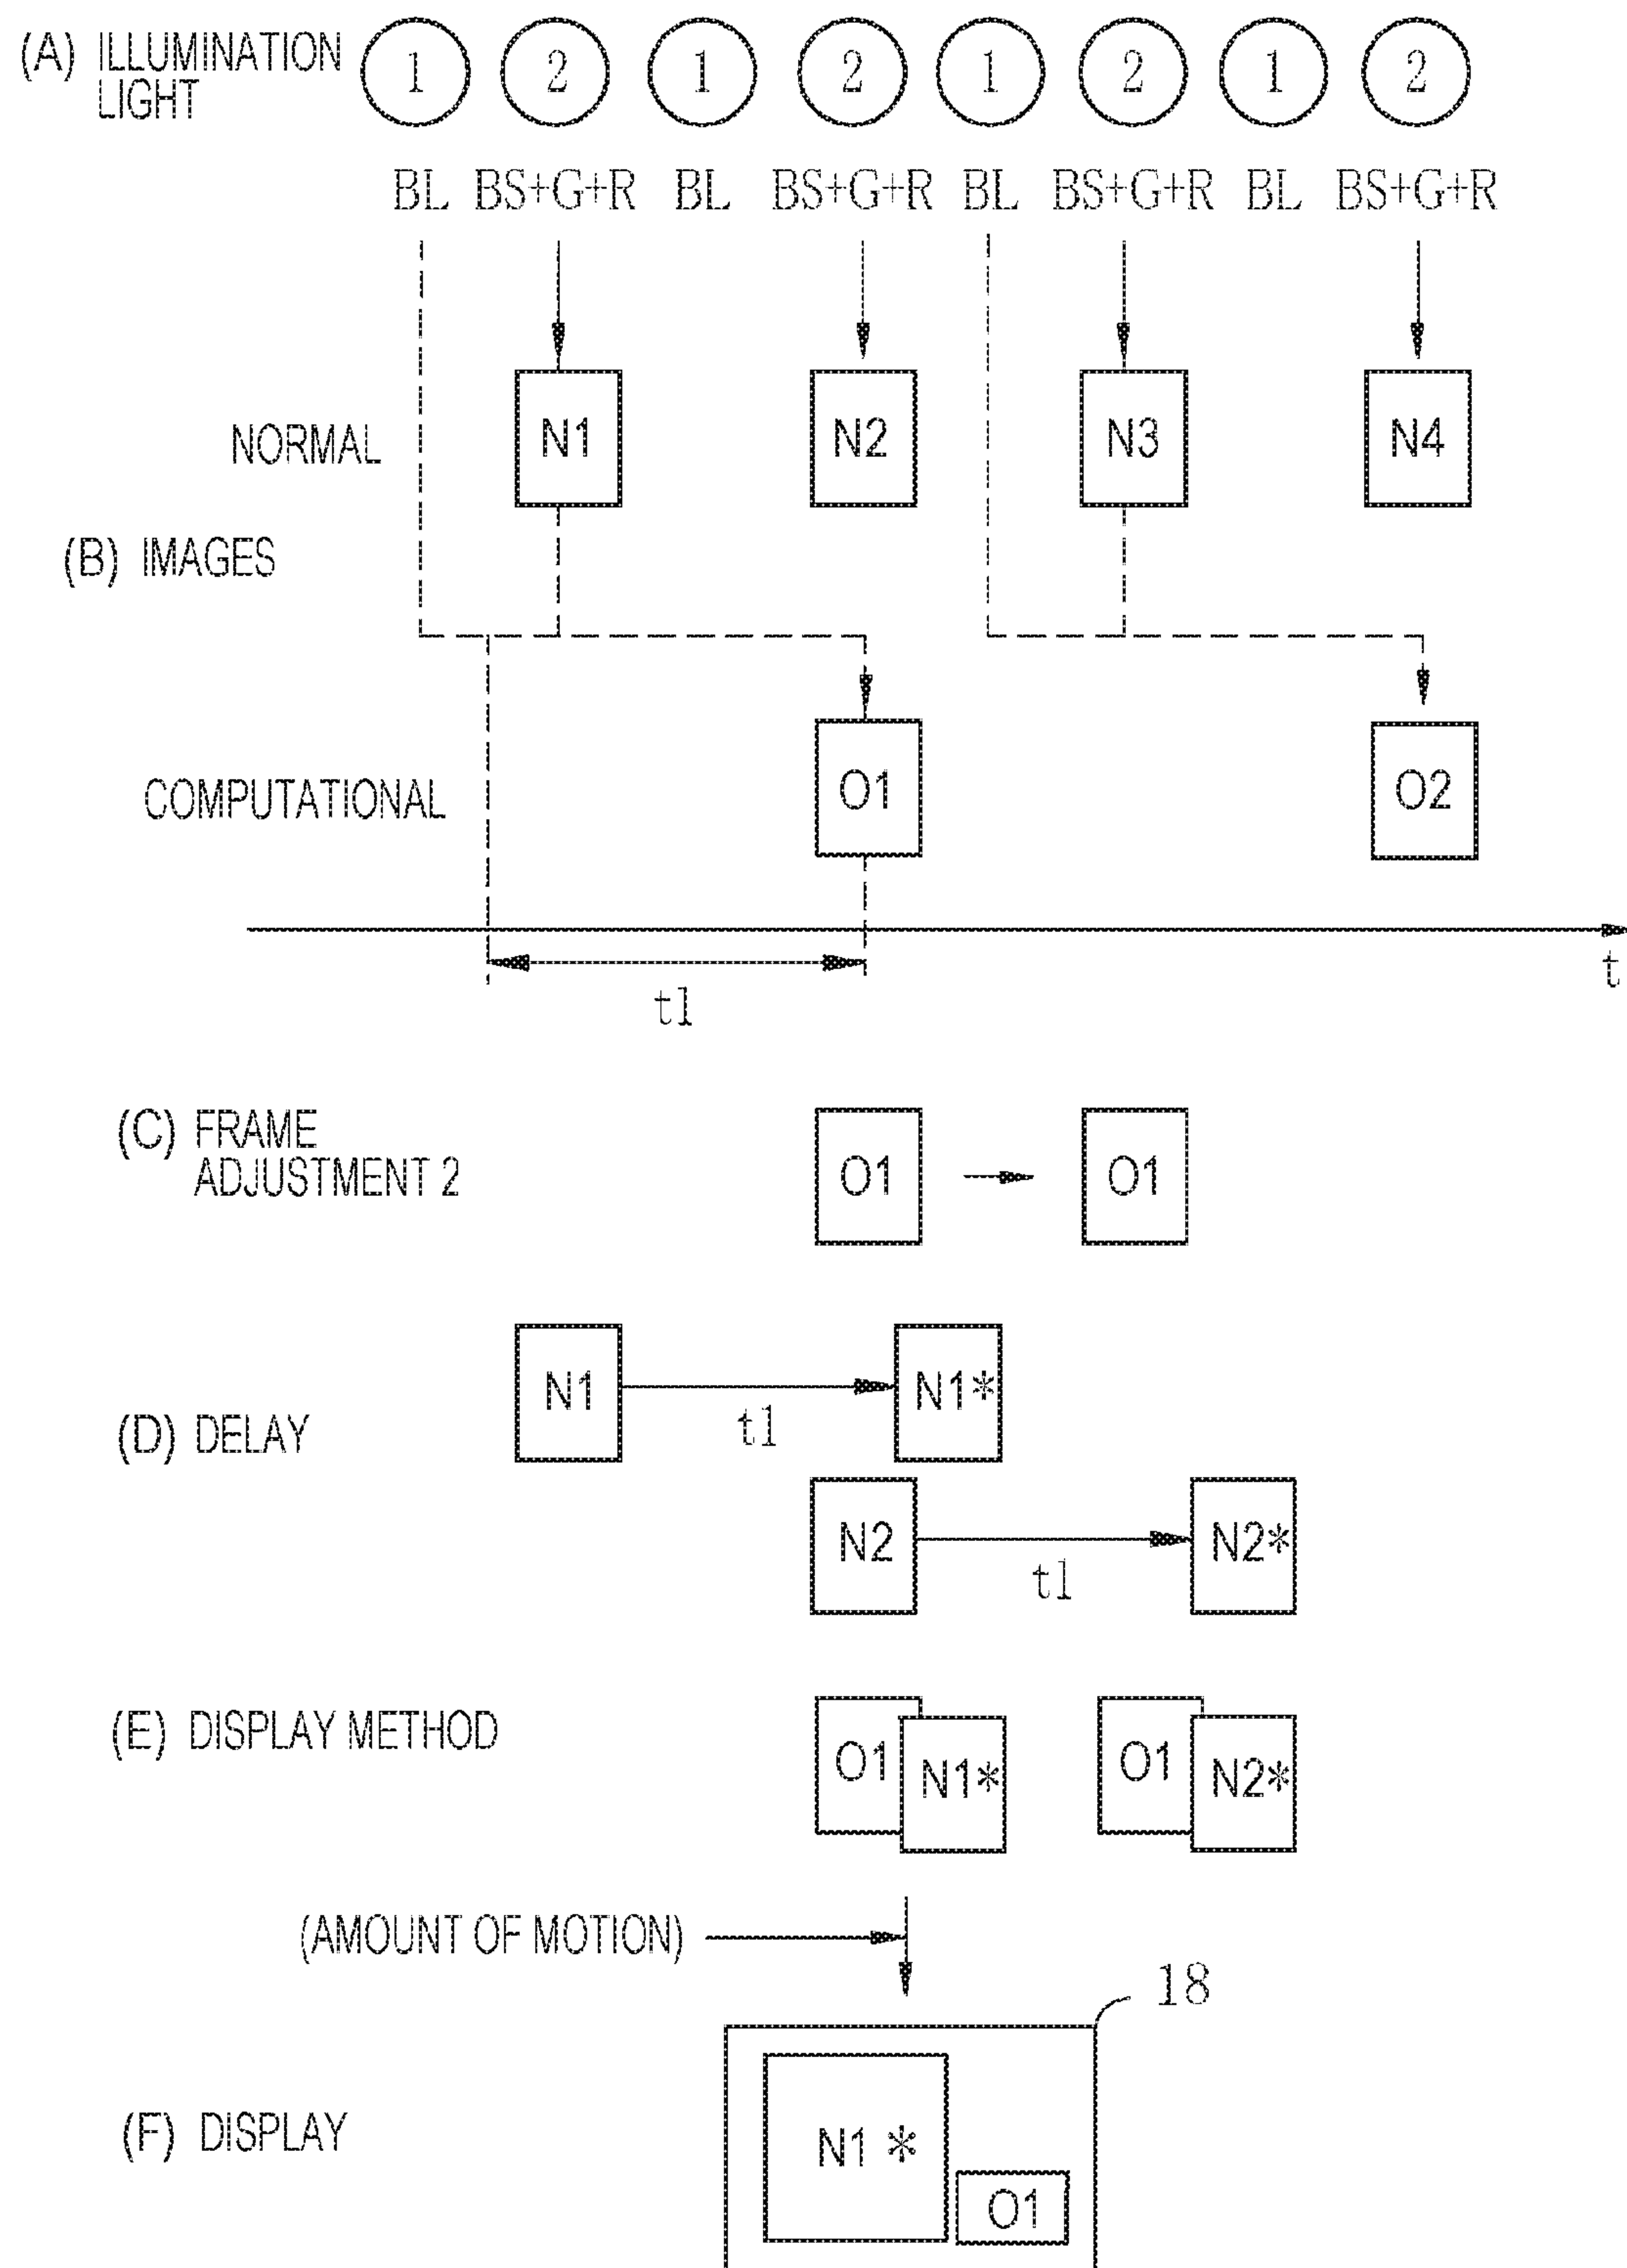 (A) ILLUMINATION LIGHT 1 2 1 2 1 2 1 2
BL BS+G+R BL BS+G+R BL BS+G+R BL BS+G+R
NORMAL N1 N2 N3 N4
(B) IMAGES
COMPUTATIONAL O1 O2
t
t1
(C) FRAME ADJUSTMENT 2 O1 O1
N1 t1 N1*
(D) DELAY
N2 t1 N2*
(E) DISPLAY METHOD O1 N1* O1 N2*
(AMOUNT OF MOTION)
18
(F) DISPLAY N1 *
O1